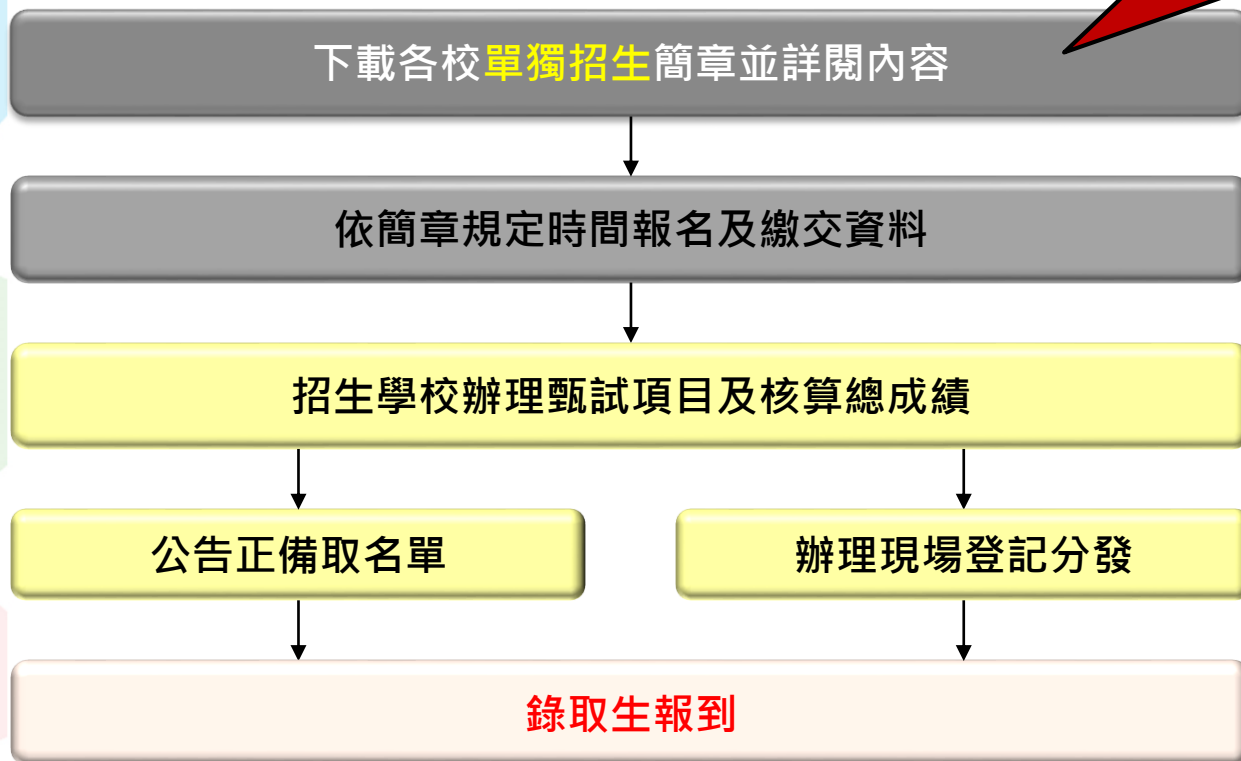 下載各校單獨招生簡章並詳閱內容
依簡章規定時間報名及繳交資料
招生學校辦理甄試項目及核算總成績
公告正備取名單
辦理現場登記分發
錄取生報到